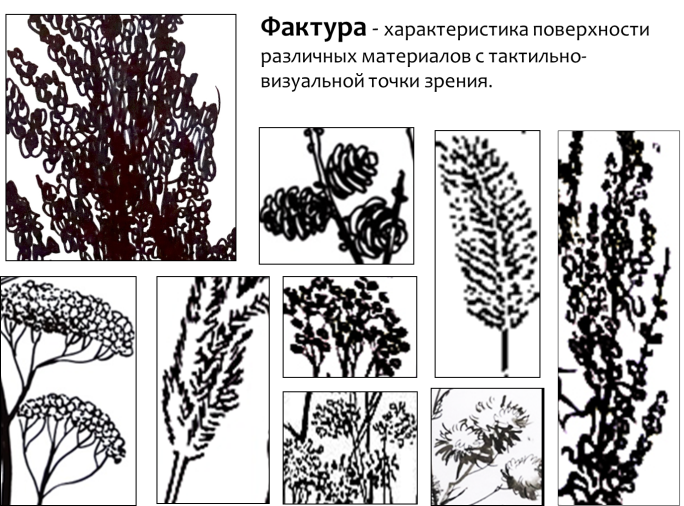 Фактура - характеристика поверхности
различных материалов с тактильно-
визуальной точки зрения.